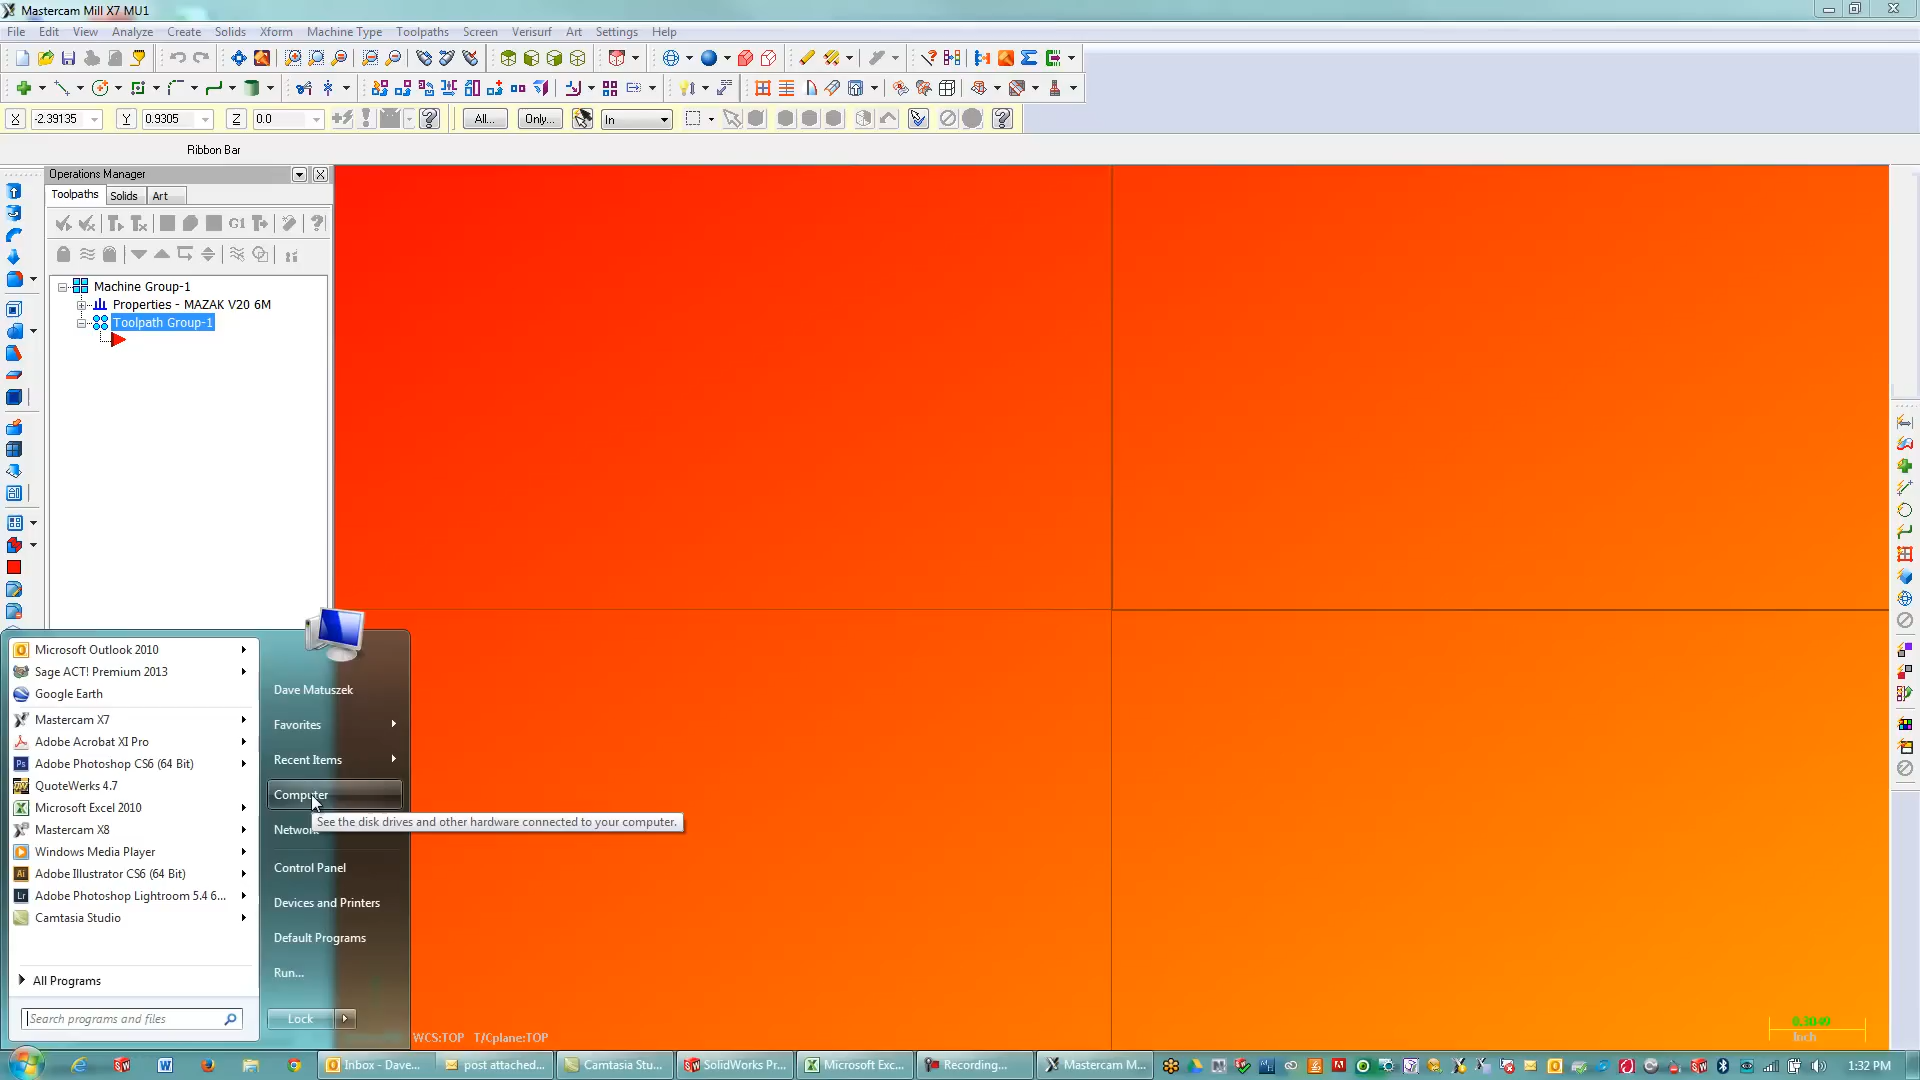 Mastercam Mill X7 MU1
File Edit View Analyze Create Solids Xform Machine Type Toolpaths Screen Verisurf Art Settings Help
X -2.39135 Y 0.9305 Z 0.0 All... Only... In
Ribbon Bar
Operations Manager
Toolpaths Solids Art
G1
Machine Group-1
Properties - MAZAK V20 6M
Toolpath Group-1
Microsoft Outlook 2010
Sage ACT! Premium 2013
Google Earth
Mastercam X7
Adobe Acrobat XI Pro
Adobe Photoshop CS6 (64 Bit)
QuoteWerks 4.7
Microsoft Excel 2010
Mastercam X8
Windows Media Player
Adobe Illustrator CS6 (64 Bit)
Adobe Photoshop Lightroom 5.4 6...
Camtasia Studio
All Programs
Search programs and files
Dave Matuszek
Favorites
Recent Items
Computer
See the disk drives and other hardware connected to your computer.
Network
Control Panel
Devices and Printers
Default Programs
Run...
Lock
WCS:TOP T/Cplane:TOP
0.3049
Inch
Inbox - Dave... post attached... Camtasia Stu... SolidWorks Pr... Microsoft Exc... Recording... Mastercam M... 1:32 PM